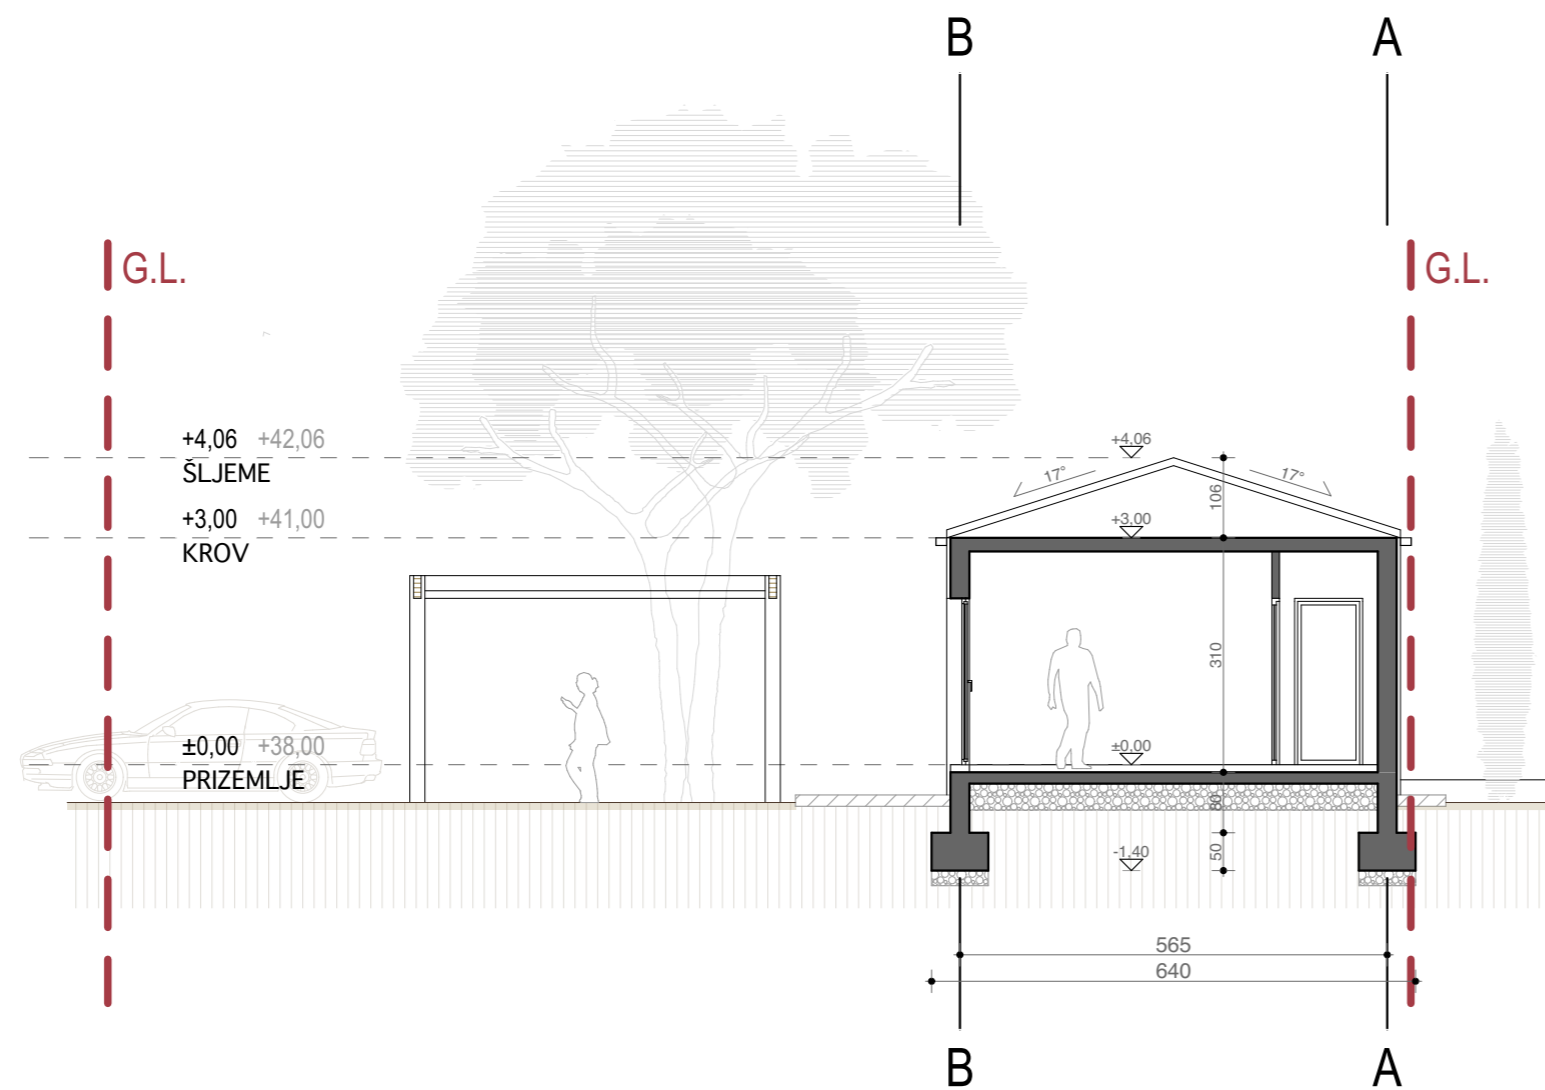 B A
G.L. G.L.
+4,06 +42,06
ŠLJEME
+4,06
17° 17°
106
+3,00 +41,00
KROV
+3,00
310
±0,00 +38,00
PRIZEMLJE
±0,00
80
-1,40
50
565
640
B A